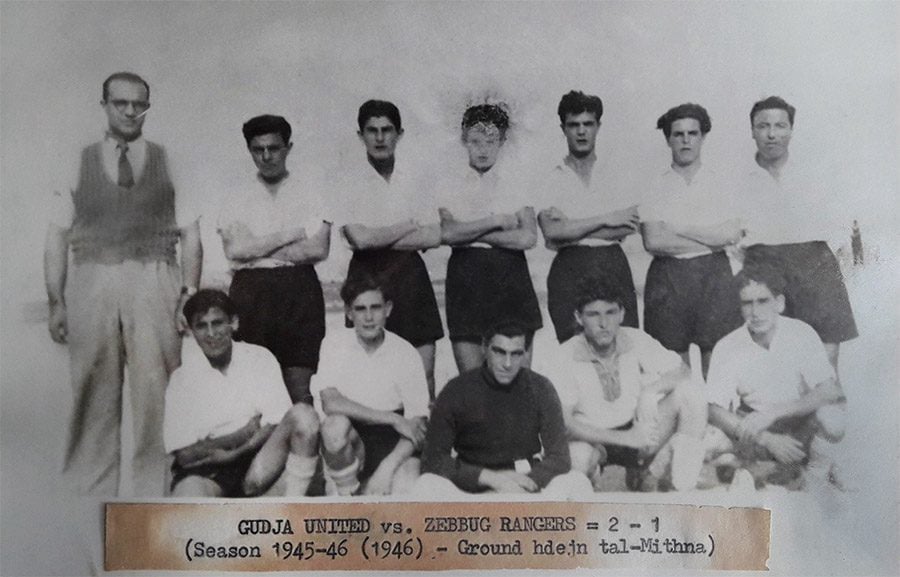 GUDJA UNITED vs. ZEBBUG RANGERS = 2 - 1
(Season 1945-46 (1946) - Ground hdejn tal-Mithna)